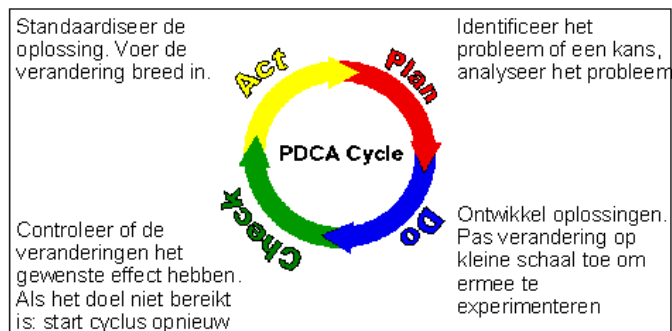 Standaardiseer de
oplossing. Voer de
verandering breed in.
Act
Plan
Identificeer het
probleem of een kans,
analyseer het probleem
PDCA Cycle
Controleer of de
veranderingen het
gewenste effect hebben.
Als het doel niet bereikt
is: start cyclus opnieuw
Check
Do
Ontwikkel oplossingen.
Pas verandering op
kleine schaal toe om
ermee te
experimenteren